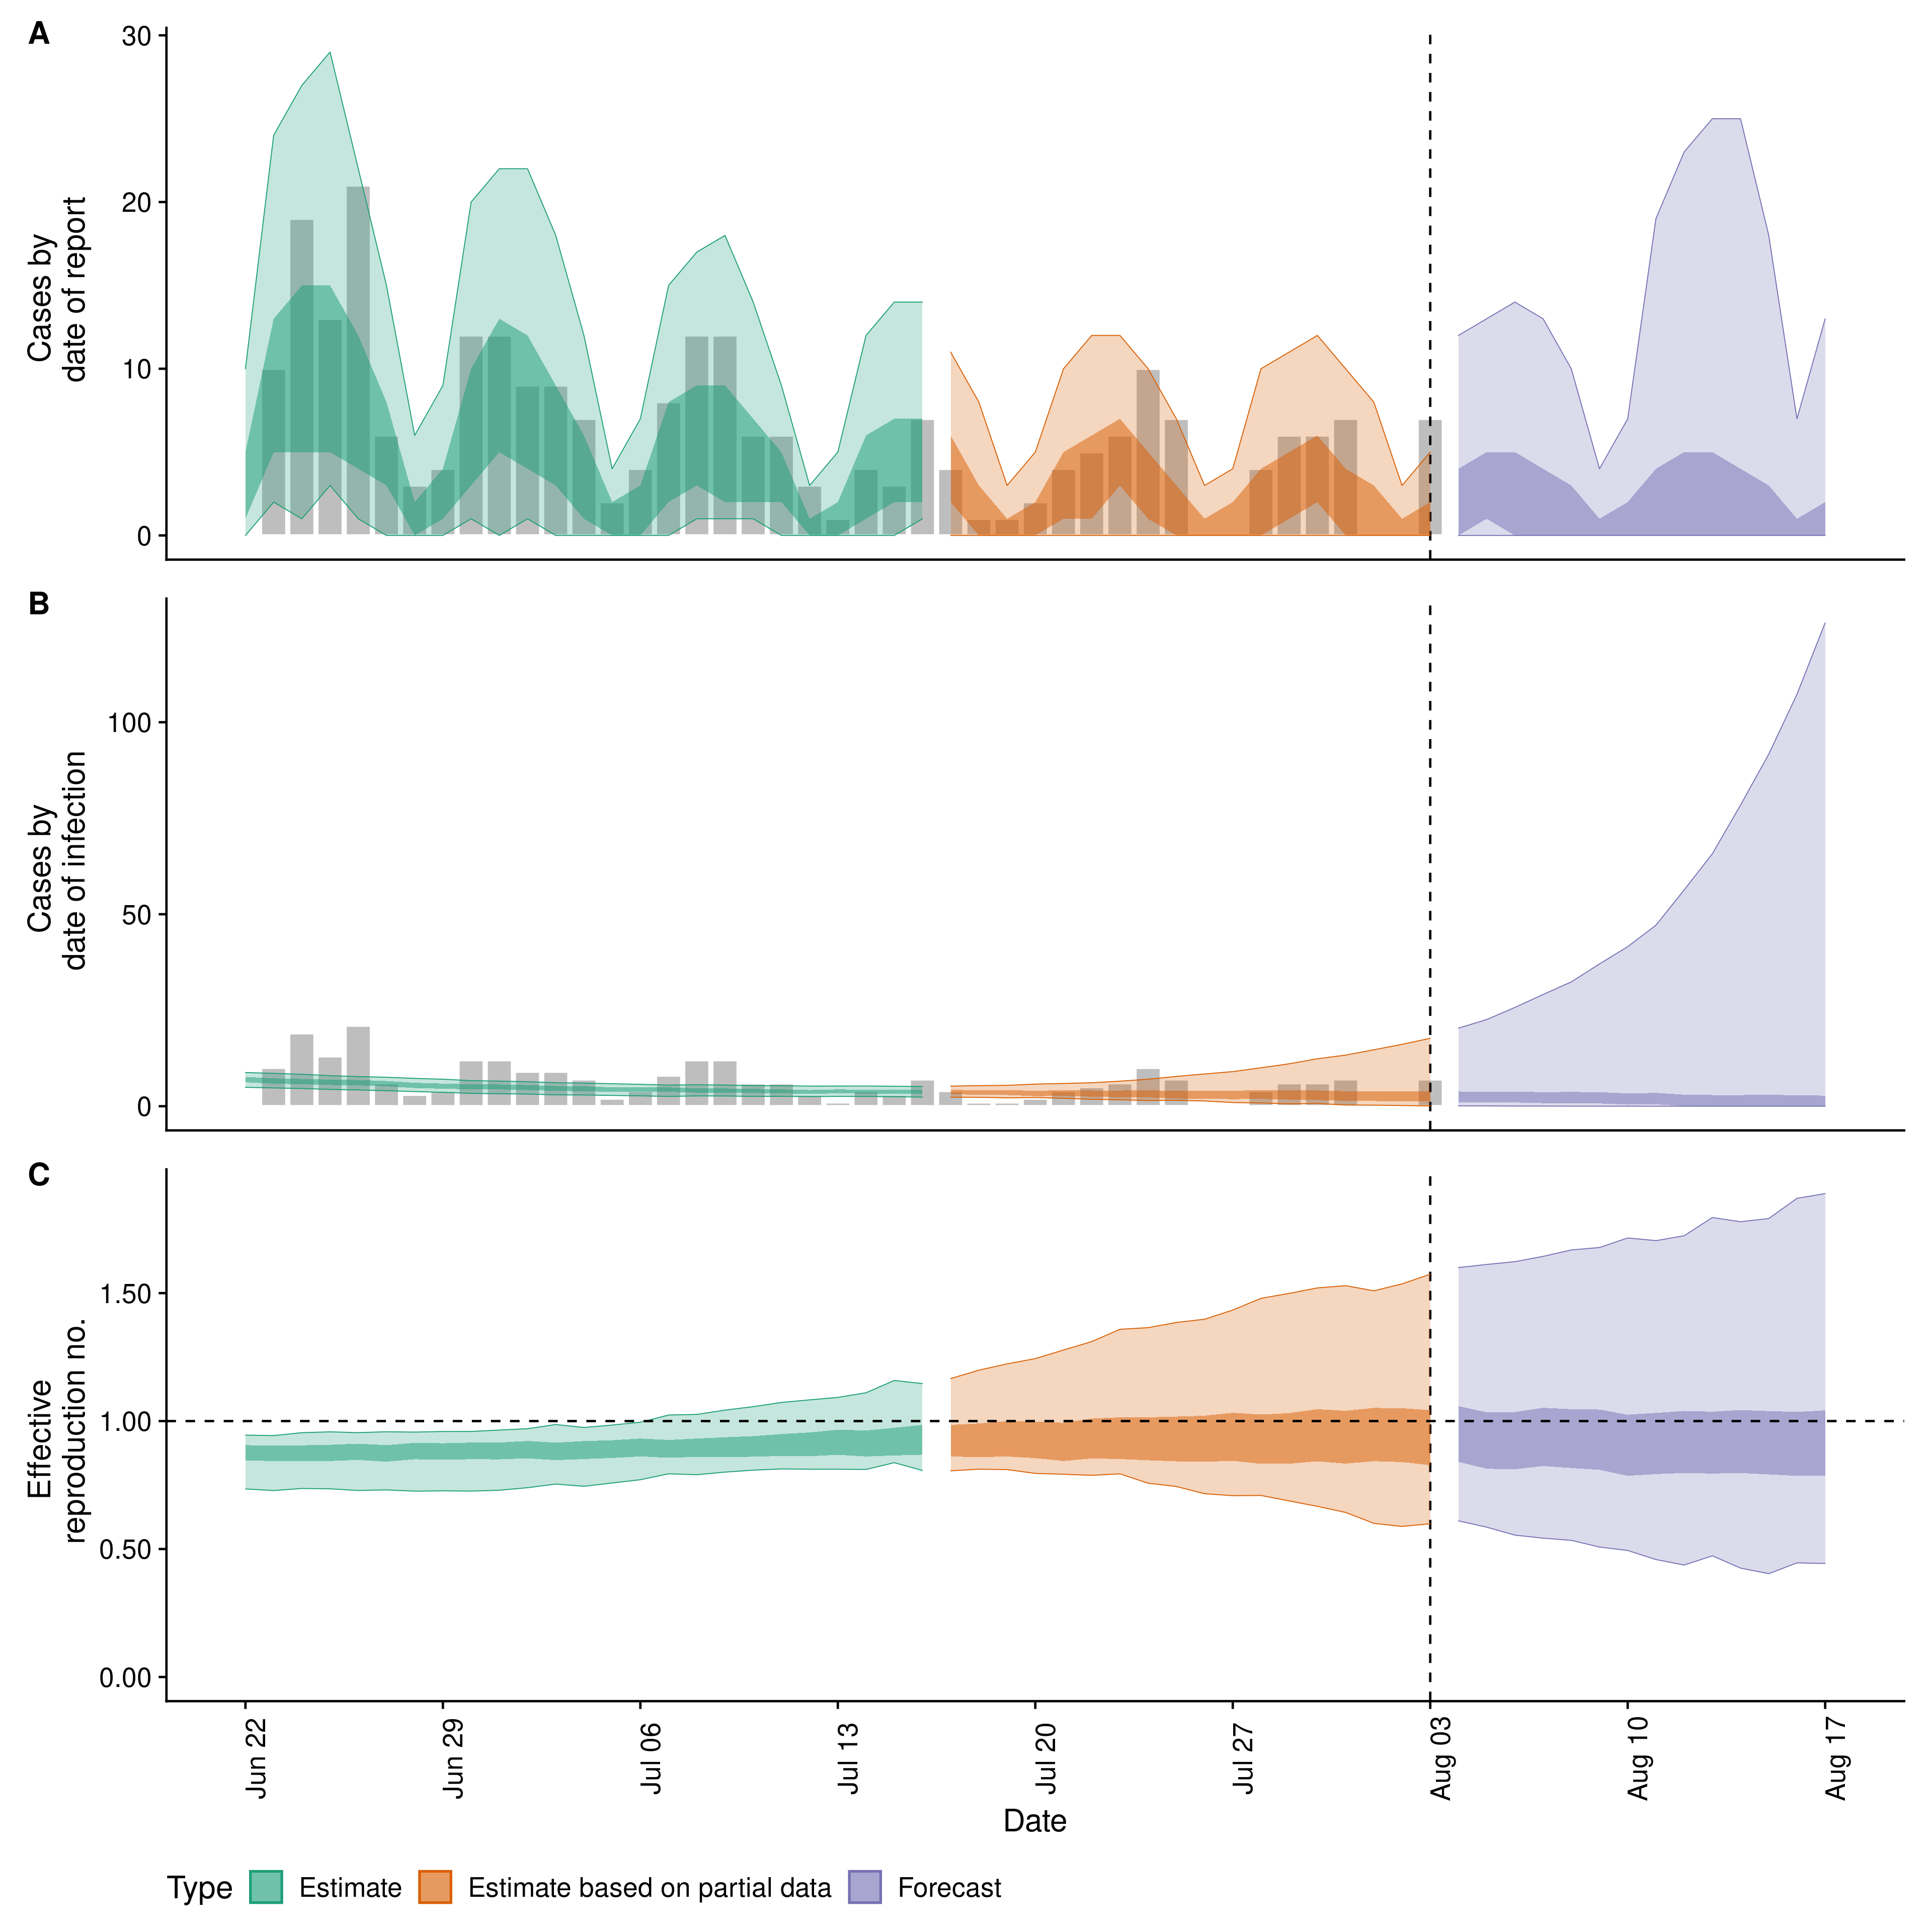 A
30
20
10
0
Cases by
date of report
B
100
50
0
Cases by
date of infection
C
1.50
1.00
0.50
0.00
Effective
reproduction no.
Jun 22
Jun 29
Jul 06
Jul 13
Jul 20
Jul 27
Aug 03
Aug 10
Aug 17
Date
Type Estimate Estimate based on partial data Forecast